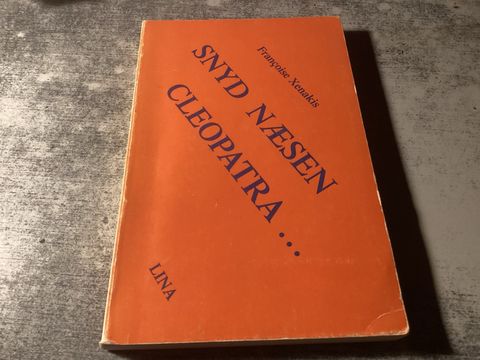 Françoise Xenakis
SNYD NÆSEN
CLEOPATRA...
LINA